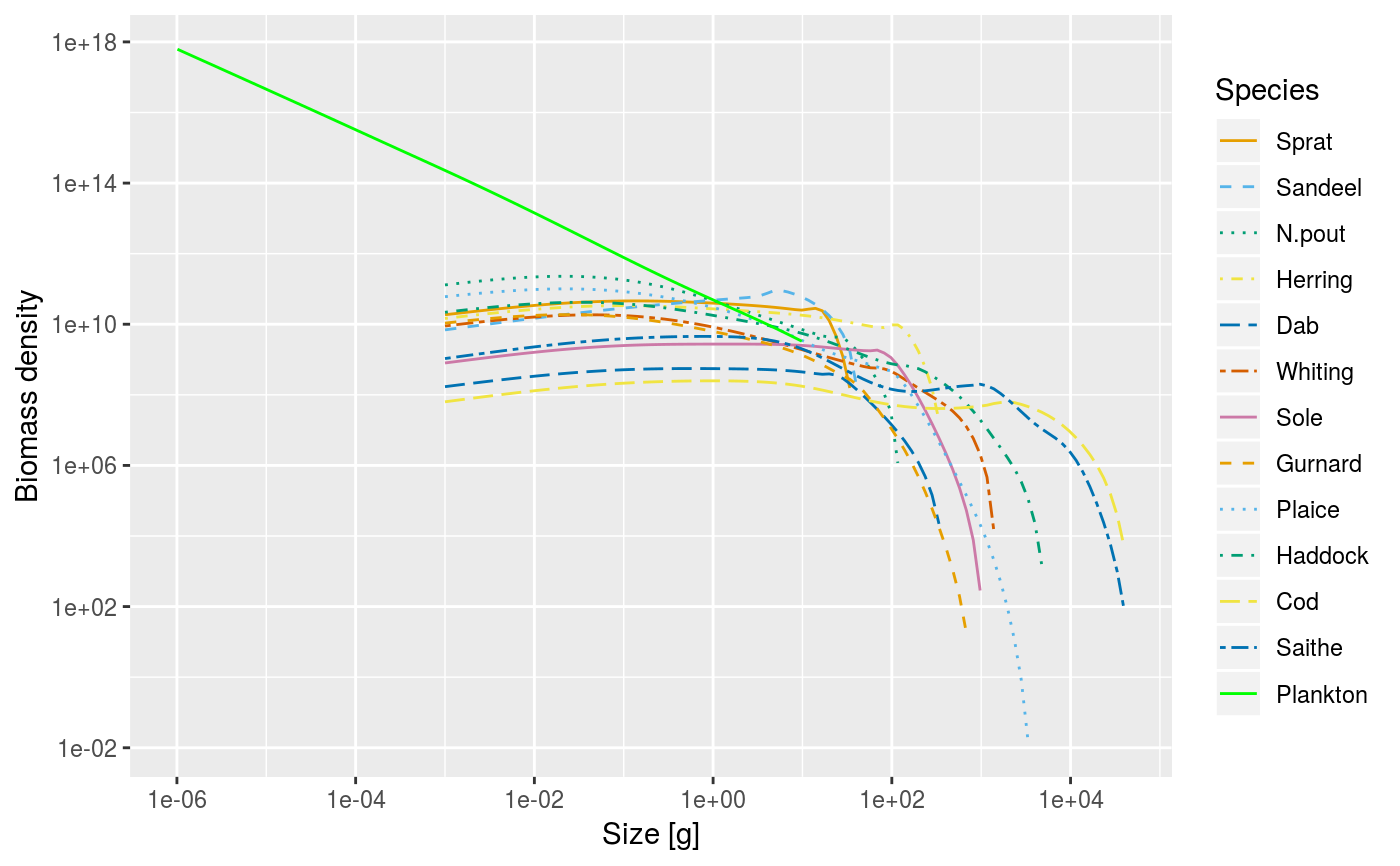 1e+18
1e+14
1e+10
1e+06
1e+02
1e-02
Biomass density
1e-06
1e-04
1e-02
1e+00
1e+02
1e+04
Size [g]
Species
Sprat
Sandeel
N.pout
Herring
Dab
Whiting
Sole
Gurnard
Plaice
Haddock
Cod
Saithe
Plankton